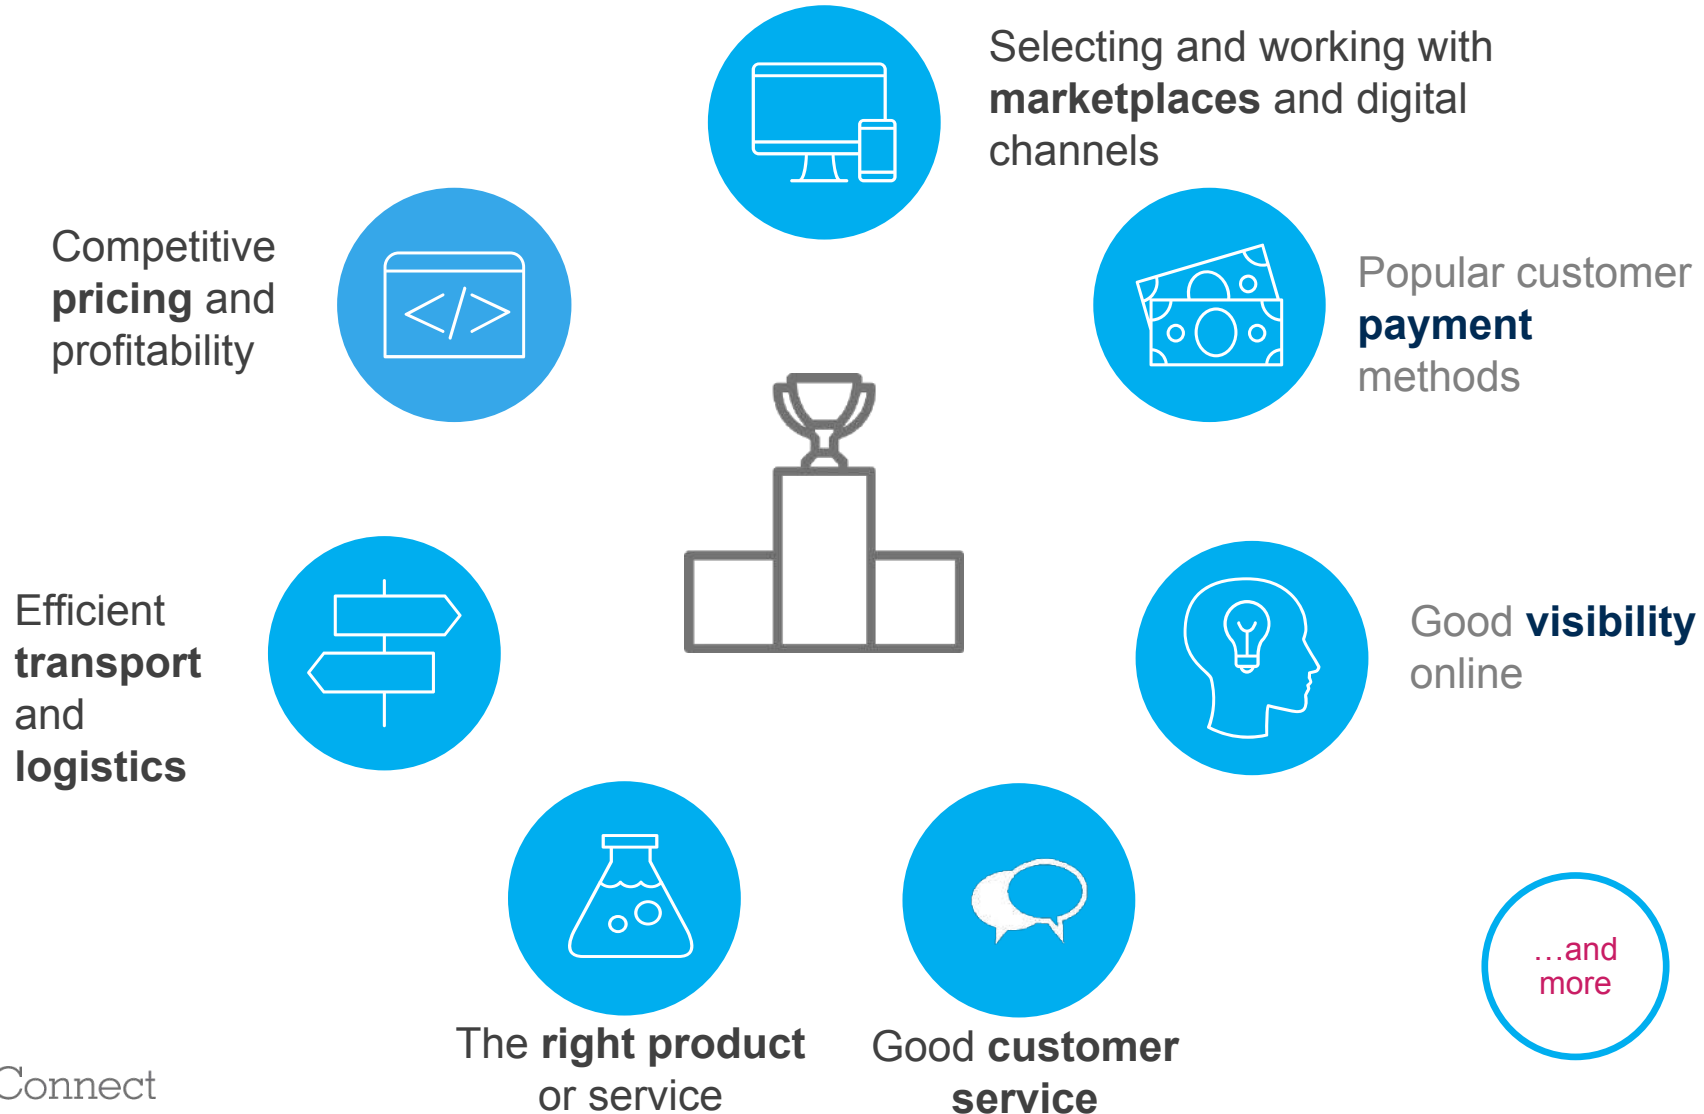 Selecting and working with
marketplaces and digital
channels
Competitive
pricing and
profitability
</>
Popular customer
payment
methods
Efficient
transport
and
logistics
Good visibility
online
The right product
or service
Good customer
service
…and
more
Connect